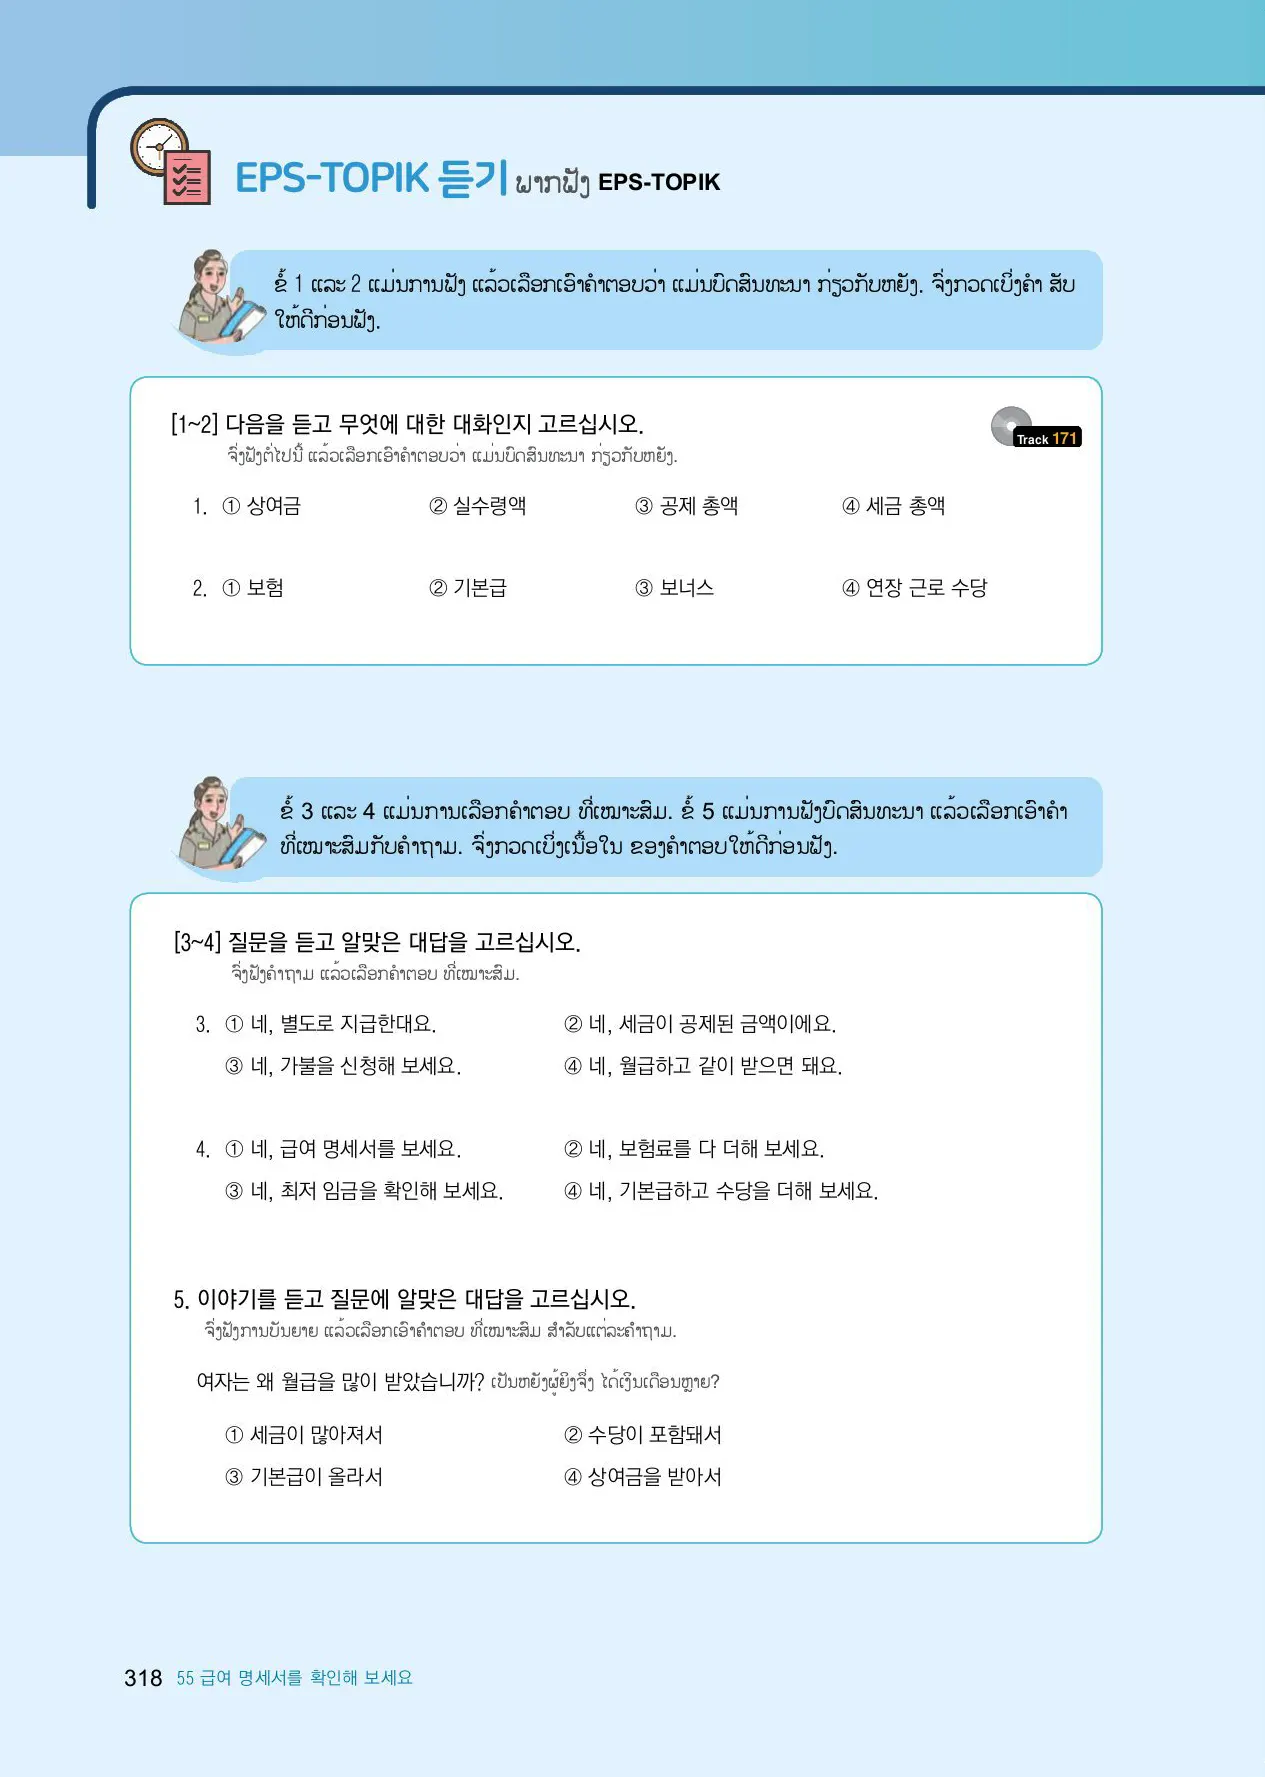 EPS-TOPIK 듣기 ພາກຟັງ EPS-TOPIK
ຂໍ້ 1 ແລະ 2 ແມ່ນການຟັງ ແລ້ວເລືອກເອົາຄຳຕອບວ່າ ແມ່ນບົດສົນທະນາ ກ່ຽວກັບຫຍັງ. ຈົ່ງກວດເບິ່ງຄຳ ສັບ
ໃຫ້ດີກ່ອນຟັງ.
[1~2] 다음을 듣고 무엇에 대한 대화인지 고르십시오.
Track 171
ຈົ່ງຟັງຕໍ່ໄປນີ້ ແລ້ວເລືອກເອົາຄຳຕອບວ່າ ແມ່ນບົດສົນທະນາ ກ່ຽວກັບຫຍັງ.
1. ① 상여금 ② 실수령액 ③ 공제 총액 ④ 세금 총액
2. ① 보험 ② 기본급 ③ 보너스 ④ 연장 근로 수당
ຂໍ້ 3 ແລະ 4 ແມ່ນການເລືອກຄຳຕອບ ທີ່ເໝາະສົມ. ຂໍ້ 5 ແມ່ນການຟັງບົດສົນທະນາ ແລ້ວເລືອກເອົາຄຳ
ທີ່ເໝາະສົມກັບຄຳຖາມ. ຈົ່ງກວດເບິ່ງເນື້ອໃນ ຂອງຄຳຕອບໃຫ້ດີກ່ອນຟັງ.
[3~4] 질문을 듣고 알맞은 대답을 고르십시오.
ຈົ່ງຟັງຄຳຖາມ ແລ້ວເລືອກຄຳຕອບ ທີ່ເໝາະສົມ.
3. ① 네, 별도로 지급한대요. ② 네, 세금이 공제된 금액이에요.
③ 네, 가불을 신청해 보세요. ④ 네, 월급하고 같이 받으면 돼요.
4. ① 네, 급여 명세서를 보세요. ② 네, 보험료를 다 더해 보세요.
③ 네, 최저 임금을 확인해 보세요. ④ 네, 기본급하고 수당을 더해 보세요.
5. 이야기를 듣고 질문에 알맞은 대답을 고르십시오.
ຈົ່ງຟັງການບັນຍາຍ ແລ້ວເລືອກເອົາຄຳຕອບ ທີ່ເໝາະສົມ ສຳລັບແຕ່ລະຄຳຖາມ.
여자는 왜 월급을 많이 받았습니까? ເປັນຫຍັງຜູ້ຍິງຈຶ່ງ ໄດ້ເງິນເດືອນຫຼາຍ?
① 세금이 많아져서 ② 수당이 포함돼서
③ 기본급이 올라서 ④ 상여금을 받아서
318 55 급여 명세서를 확인해 보세요